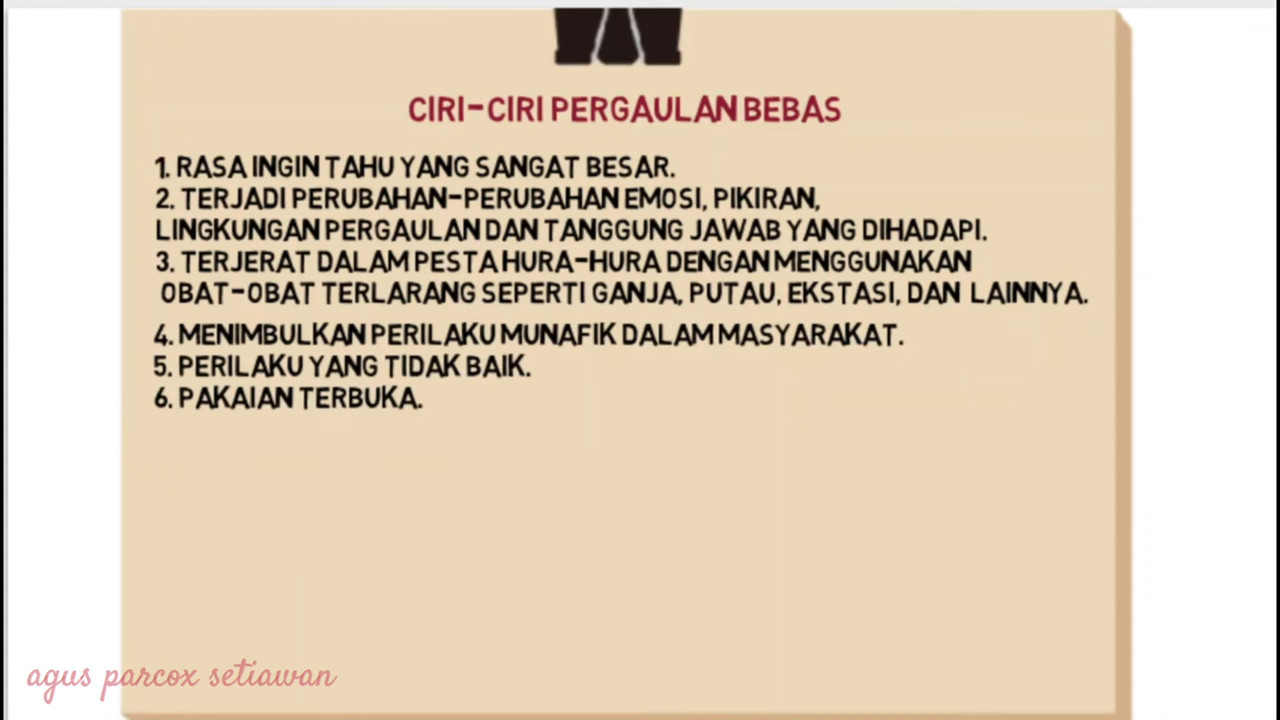 CIRI-CIRI PERGAULAN BEBAS
1. RASA INGIN TAHU YANG SANGAT BESAR.
2. TERJADI PERUBAHAN-PERUBAHAN EMOSI, PIKIRAN,
LINGKUNGAN PERGAULAN DAN TANGGUNG JAWAB YANG DIHADAPI.
3. TERJERAT DALAM PESTA HURA-HURA DENGAN MENGGUNAKAN
OBAT-OBAT TERLARANG SEPERTI GANJA, PUTAU, EKSTASI, DAN LAINNYA.
4. MENIMBULKAN PERILAKU MUNAFIK DALAM MASYARAKAT.
5. PERILAKU YANG TIDAK BAIK.
6. PAKAIAN TERBUKA.
agus parcox setiawan